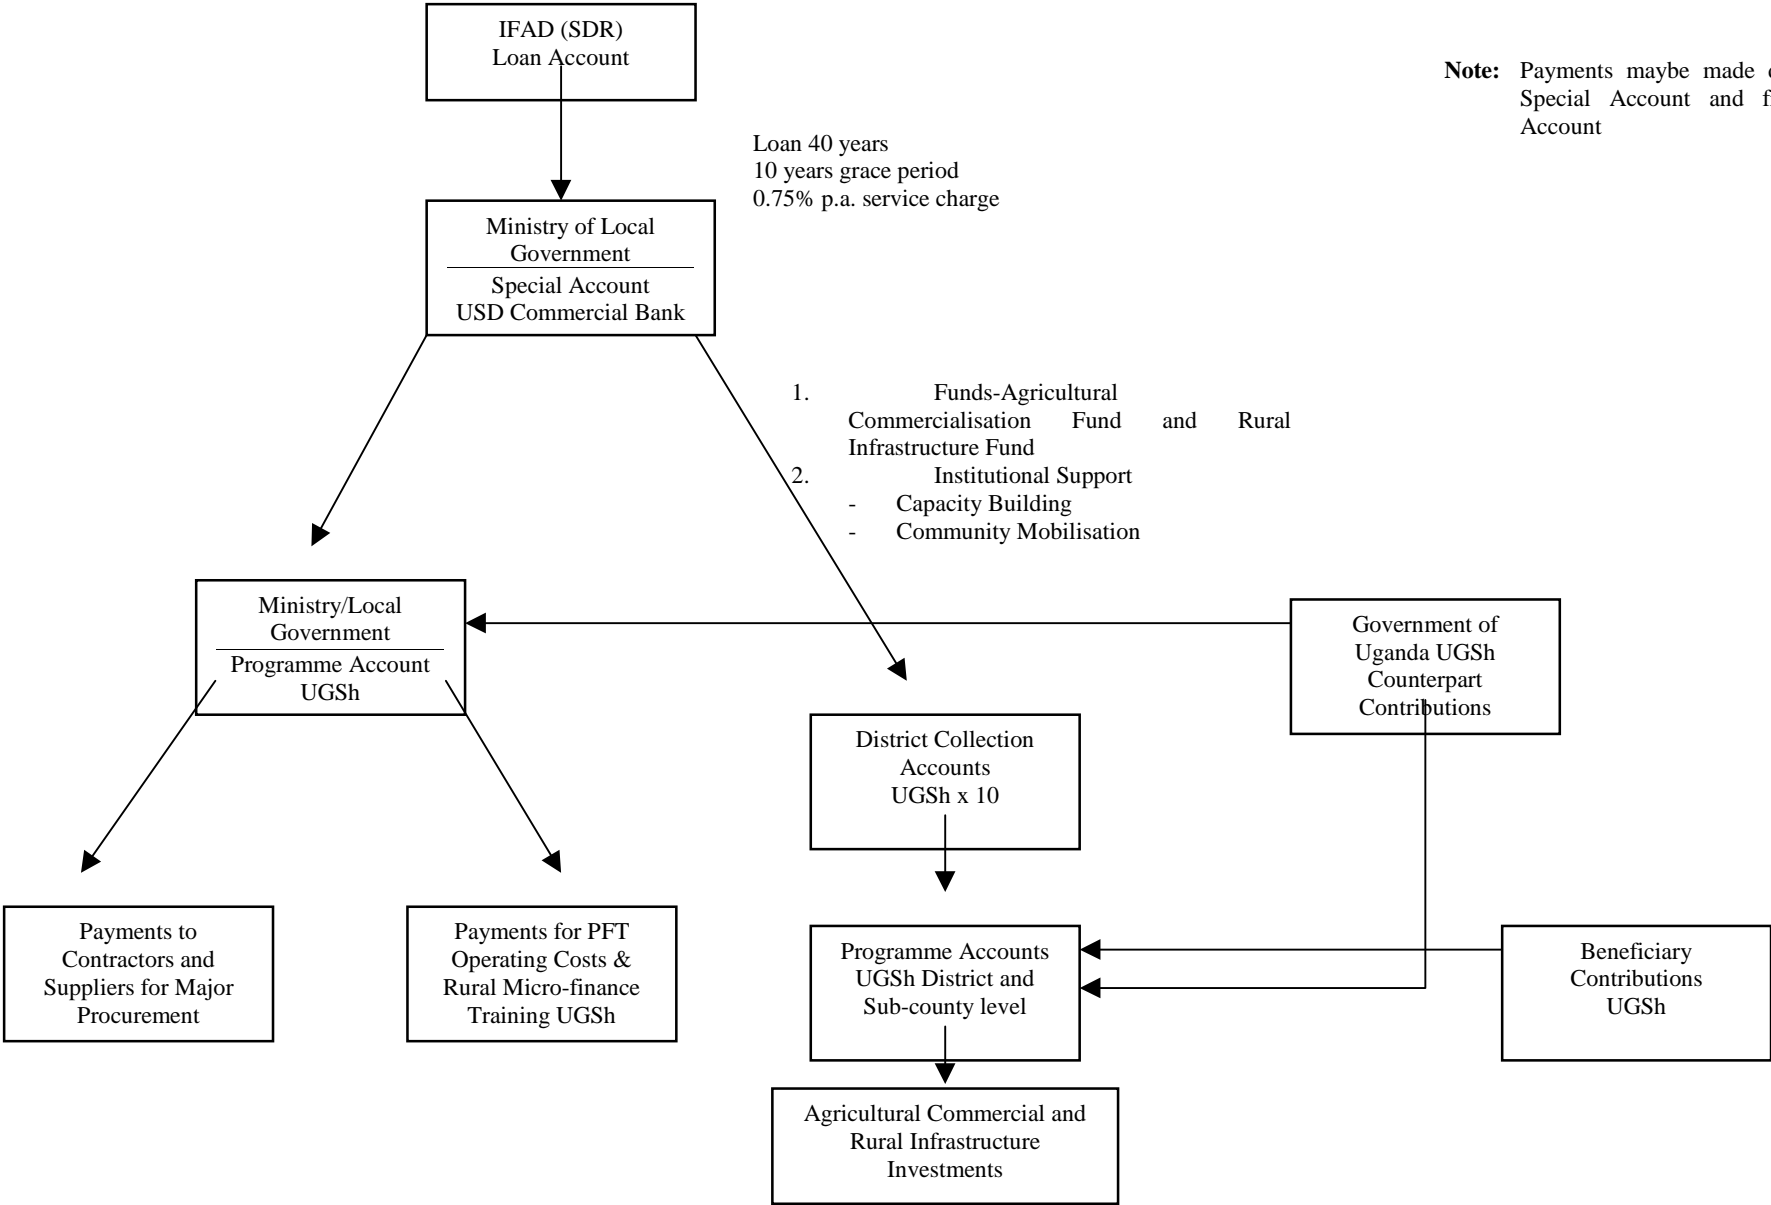 IFAD (SDR)
Loan Account
Note: Payments maybe made
Special Account and
Account
Loan 40 years
10 years grace period
0.75% p.a. service charge
Ministry of Local
Government
Special Account
USD Commercial Bank
1. Funds-Agricultural
Commercialisation Fund and Rural
Infrastructure Fund
2. Institutional Support
- Capacity Building
- Community Mobilisation
Ministry/Local
Government
Programme Account
UGSh
Government of
Uganda UGSh
Counterpart
Contributions
District Collection
Accounts
UGSh x 10
Payments to
Contractors and
Suppliers for Major
Procurement
Payments for PFT
Operating Costs &
Rural Micro-finance
Training UGSh
Programme Accounts
UGSh District and
Sub-county level
Beneficiary
Contributions
UGSh
Agricultural Commercial and
Rural Infrastructure
Investments